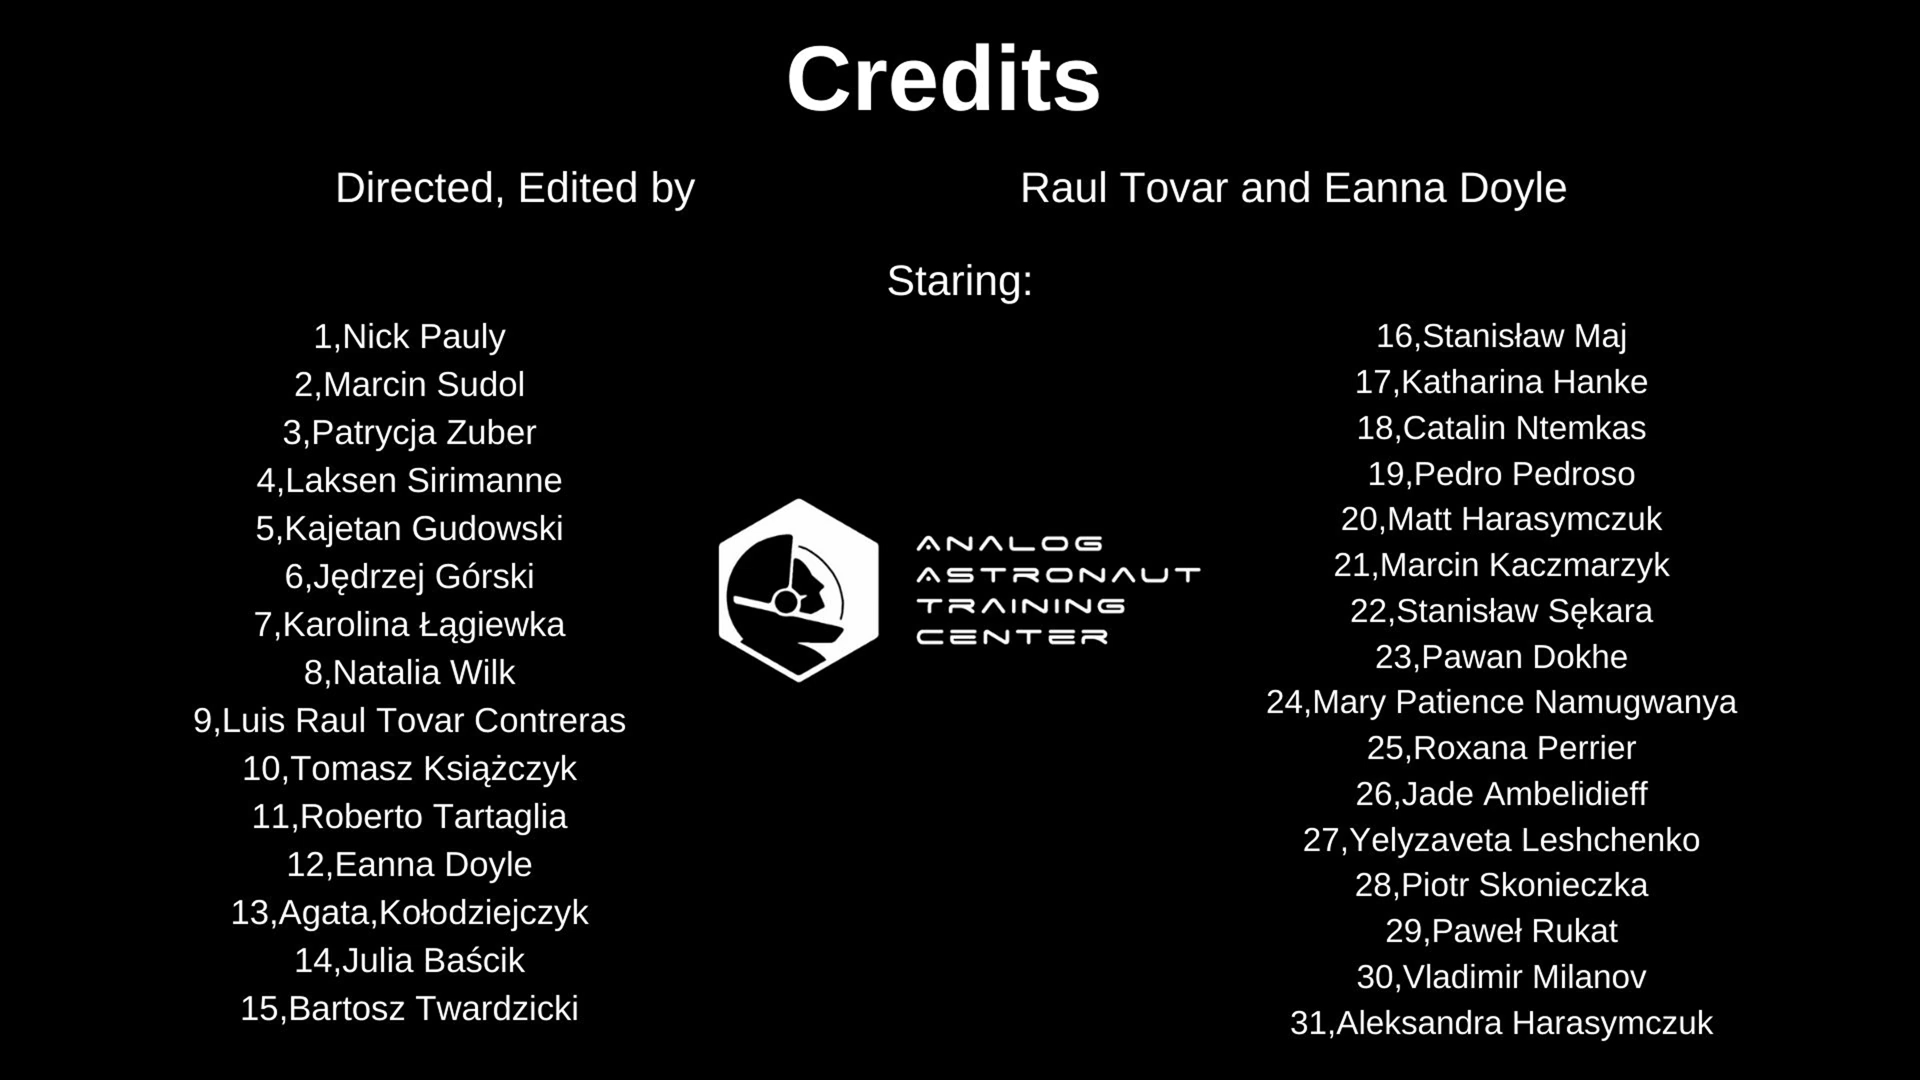 Credits
Directed, Edited by
Raul Tovar and Eanna Doyle
Staring:
1,Nick Pauly
2,Marcin Sudol
3,Patrycja Zuber
4,Laksen Sirimanne
5,Kajetan Gudowski
6,Jędrzej Górski
7,Karolina Łągiewka
8,Natalia Wilk
9,Luis Raul Tovar Contreras
10,Tomasz Książczyk
11,Roberto Tartaglia
12,Eanna Doyle
13,Agata,Kołodziejczyk
14,Julia Baścik
15,Bartosz Twardzicki
ANALOG
ASTRONAUT
TRAINING
CENTER
16,Stanisław Maj
17,Katharina Hanke
18,Catalin Ntemkas
19,Pedro Pedroso
20,Matt Harasymczuk
21,Marcin Kaczmarzyk
22,Stanisław Sękara
23,Pawan Dokhe
24,Mary Patience Namugwanya
25,Roxana Perrier
26,Jade Ambelidieff
27,Yelyzaveta Leshchenko
28,Piotr Skonieczka
29,Paweł Rukat
30,Vladimir Milanov
31,Aleksandra Harasymczuk